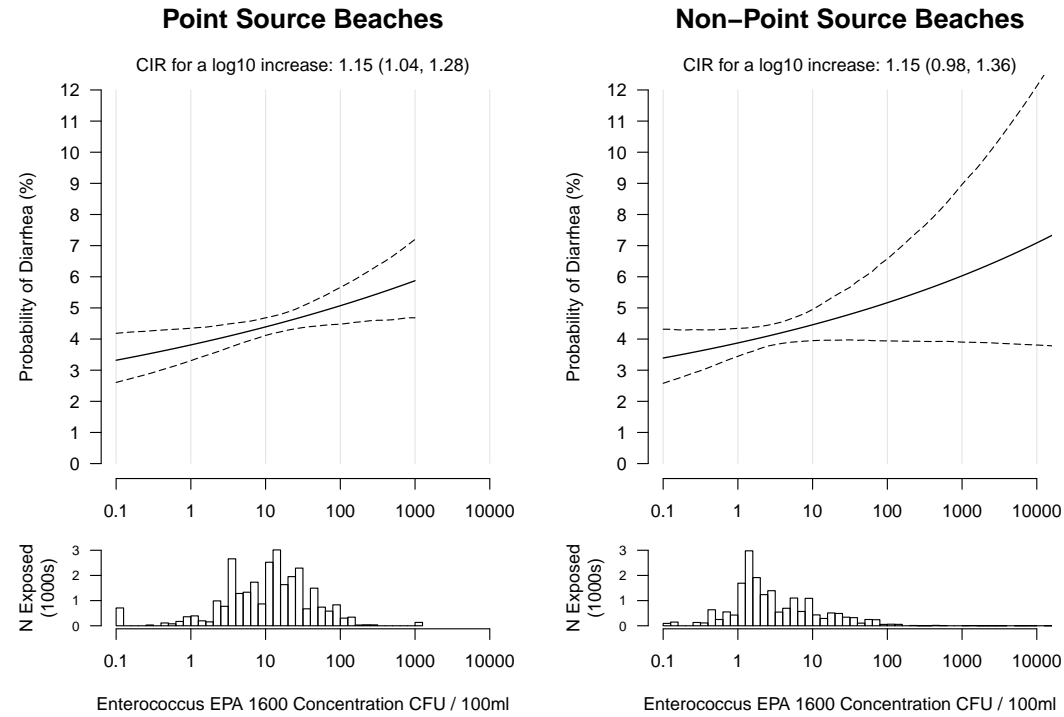 Point Source Beaches
CIR for a log10 increase: 1.15 (1.04, 1.28)
Probability of Diarrhea (%)
12
11
10
9
8
7
6
5
4
3
2
1
0
0.1 1 10 100 1000 10000
N Exposed
(1000s)
3
2
1
0
0.1 1 10 100 1000 10000
Enterococcus EPA 1600 Concentration CFU / 100ml
Non−Point Source Beaches
CIR for a log10 increase: 1.15 (0.98, 1.36)
Probability of Diarrhea (%)
12
11
10
9
8
7
6
5
4
3
2
1
0
0.1 1 10 100 1000 10000
N Exposed
(1000s)
3
2
1
0
0.1 1 10 100 1000 10000
Enterococcus EPA 1600 Concentration CFU / 100ml